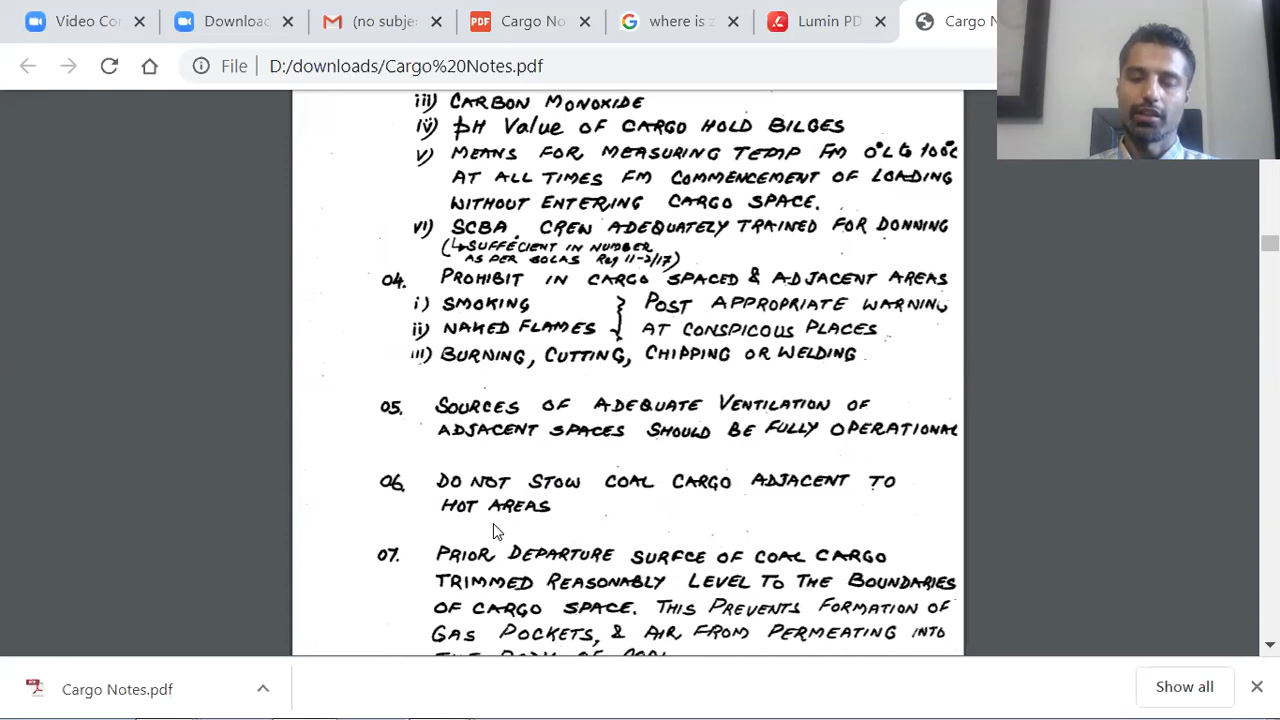 Video Co
Downloa
(no subje
Cargo No
where is z
Lumin PD
Cargo N
File
D:/downloads/Cargo%20Notes.pdf
iii) CARBON MONOXIDE
iv) pH Value OF CARGO HOLD BILGES
v) MEANS FOR MEASURING TEMP FM 0°C to 100°C
AT ALL TIMES FM COMMENCEMENT OF LOADING
WITHOUT ENTERING CARGO SPACE.
vi) SCBA. CREW ADEQUATELY TRAINED FOR DONNING
(↳SUFFECIENT IN NUMBER
AS PER SOLAS Reg 11-2/17)
04. PROHIBIT IN CARGO SPACED & ADJACENT AREAS
i) SMOKING } POST APPROPRIATE WARNING
ii) NAKED FLAMES AT CONSPICOUS PLACES
iii) BURNING, CUTTING, CHIPPING OR WELDING
05. SOURCES OF ADEQUATE VENTILATION OF
ADJACENT SPACES SHOULD BE FULLY OPERATIONAL
06. DO NOT STOW COAL CARGO ADJACENT TO
HOT AREAS
07. PRIOR DEPARTURE SURFCE OF COAL CARGO
TRIMMED REASONABLY LEVEL TO THE BOUNDARIES
OF CARGO SPACE. THIS PREVENTS FORMATION OF
GAS POCKETS, & AIR FROM PERMEATING INTO
THE BODY OF COAL
Cargo Notes.pdf
Show all